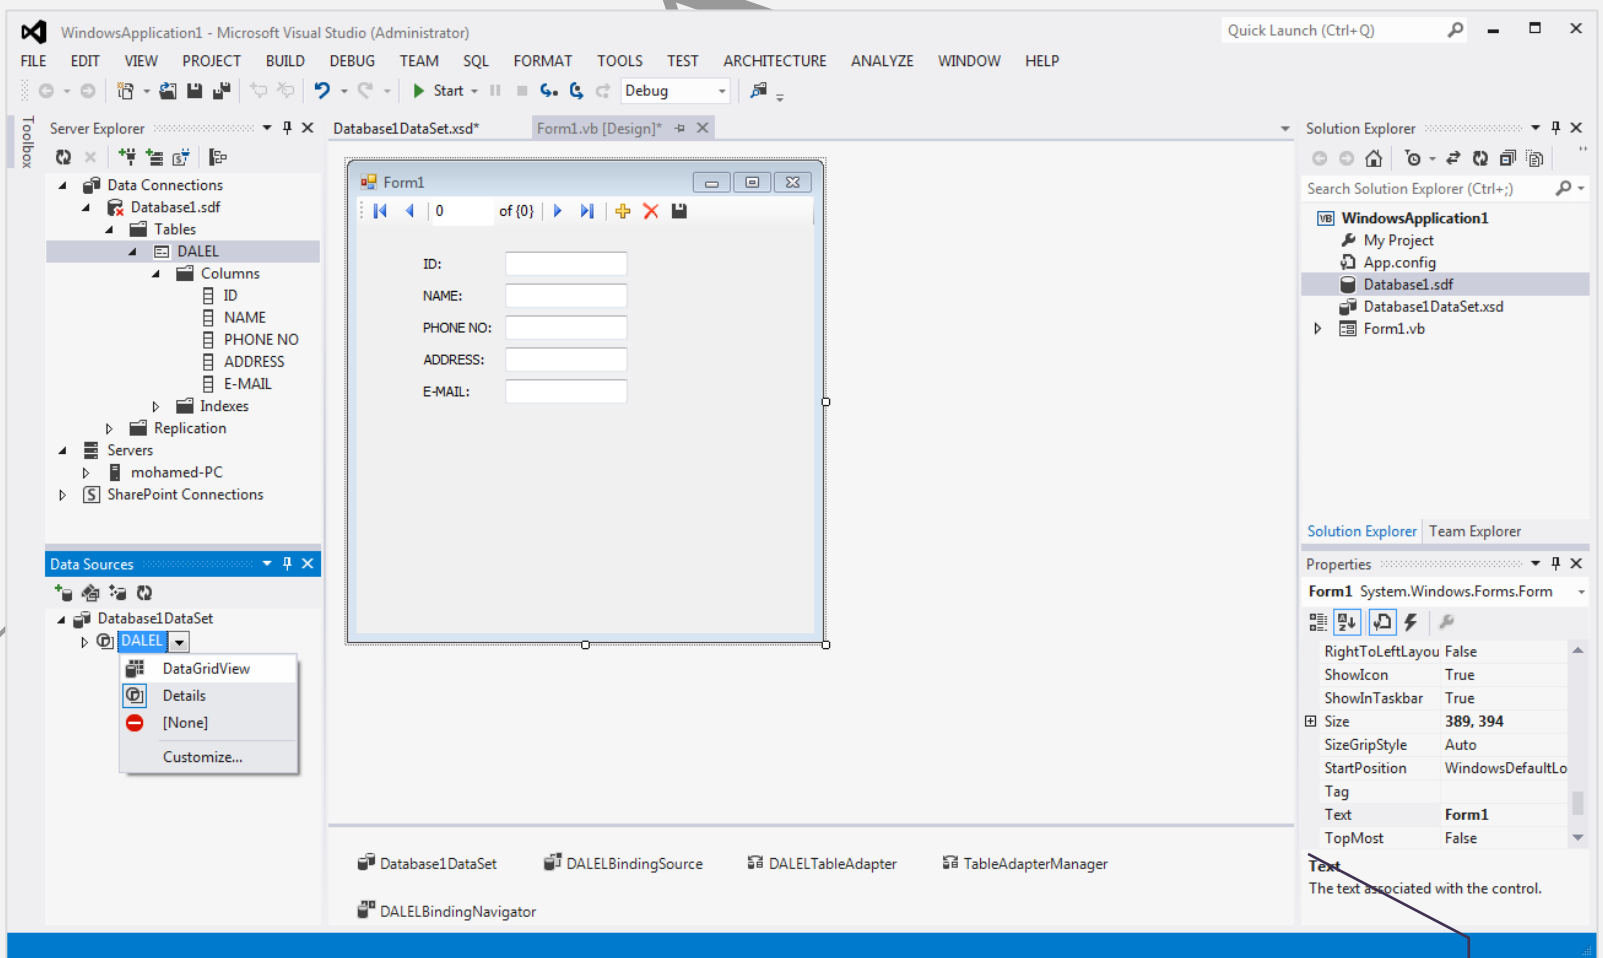 WindowsApplication1 - Microsoft Visual Studio (Administrator)
Quick Launch (Ctrl+Q)
FILE EDIT VIEW PROJECT BUILD DEBUG TEAM SQL FORMAT TOOLS TEST ARCHITECTURE ANALYZE WINDOW HELP
Start Debug
Toolbox
Server Explorer
Data Connections
Database1.sdf
Tables
DALEL
Columns
ID
NAME
PHONE NO
ADDRESS
E-MAIL
Indexes
Replication
Servers
mohamed-PC
SharePoint Connections
Data Sources
Database1DataSet
DALEL
DataGridView
Details
[None]
Customize...
Database1DataSet.xsd* Form1.vb [Design]*
Form1
0 of {0}
ID:
NAME:
PHONE NO:
ADDRESS:
E-MAIL:
Database1DataSet DALELBindingSource DALELTableAdapter TableAdapterManager
DALELBindingNavigator
Solution Explorer
Search Solution Explorer (Ctrl+;)
VB WindowsApplication1
My Project
App.config
Database1.sdf
Database1DataSet.xsd
Form1.vb
Solution Explorer Team Explorer
Properties
Form1 System.Windows.Forms.Form
RightToLeftLayou False
ShowIcon True
ShowInTaskbar True
Size 389, 394
SizeGripStyle Auto
StartPosition WindowsDefaultLo
Tag
Text Form1
TopMost False
Text
The text associated with the control.